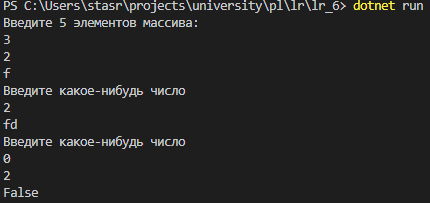 PS C:\Users\stasr\projects\university\pl\lr\lr_6> dotnet run
Введите 5 элементов массива:
3
2
f
Введите какое-нибудь число
2
fd
Введите какое-нибудь число
0
2
False